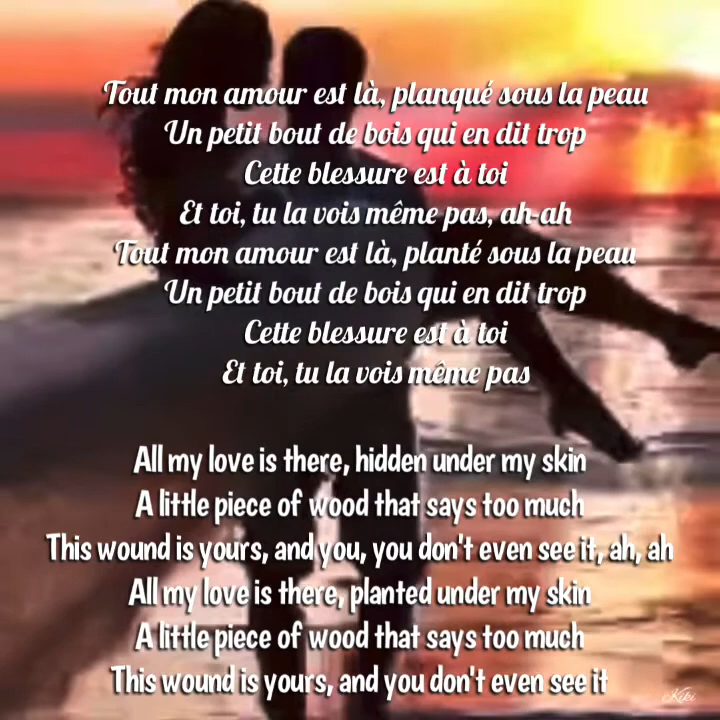 Tout mon amour est là, planqué sous la peau
Un petit bout de bois qui en dit trop
Cette blessure est à toi
Et toi, tu la vois même pas, ah-ah
Tout mon amour est là, planté sous la peau
Un petit bout de bois qui en dit trop
Cette blessure est à toi
Et toi, tu la vois même pas
All my love is there, hidden under my skin
A little piece of wood that says too much
This wound is yours, and you, you don't even see it, ah, ah
All my love is there, planted under my skin
A little piece of wood that says too much
This wound is yours, and you don't even see it
Kiki